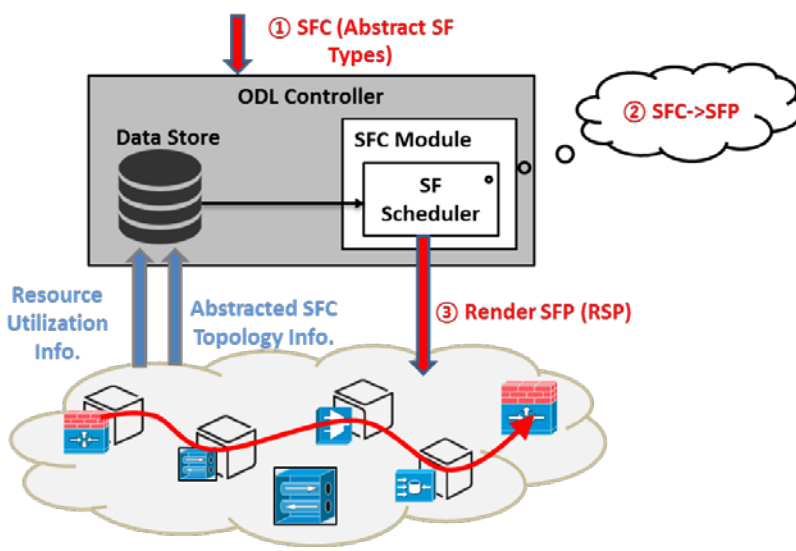 ① SFC (Abstract SF
Types)
ODL Controller
② SFC->SFP
Data Store
SFC Module
SF
Scheduler
Resource
Utilization
Info.
Abstracted SFC
Topology Info.
③ Render SFP (RSP)